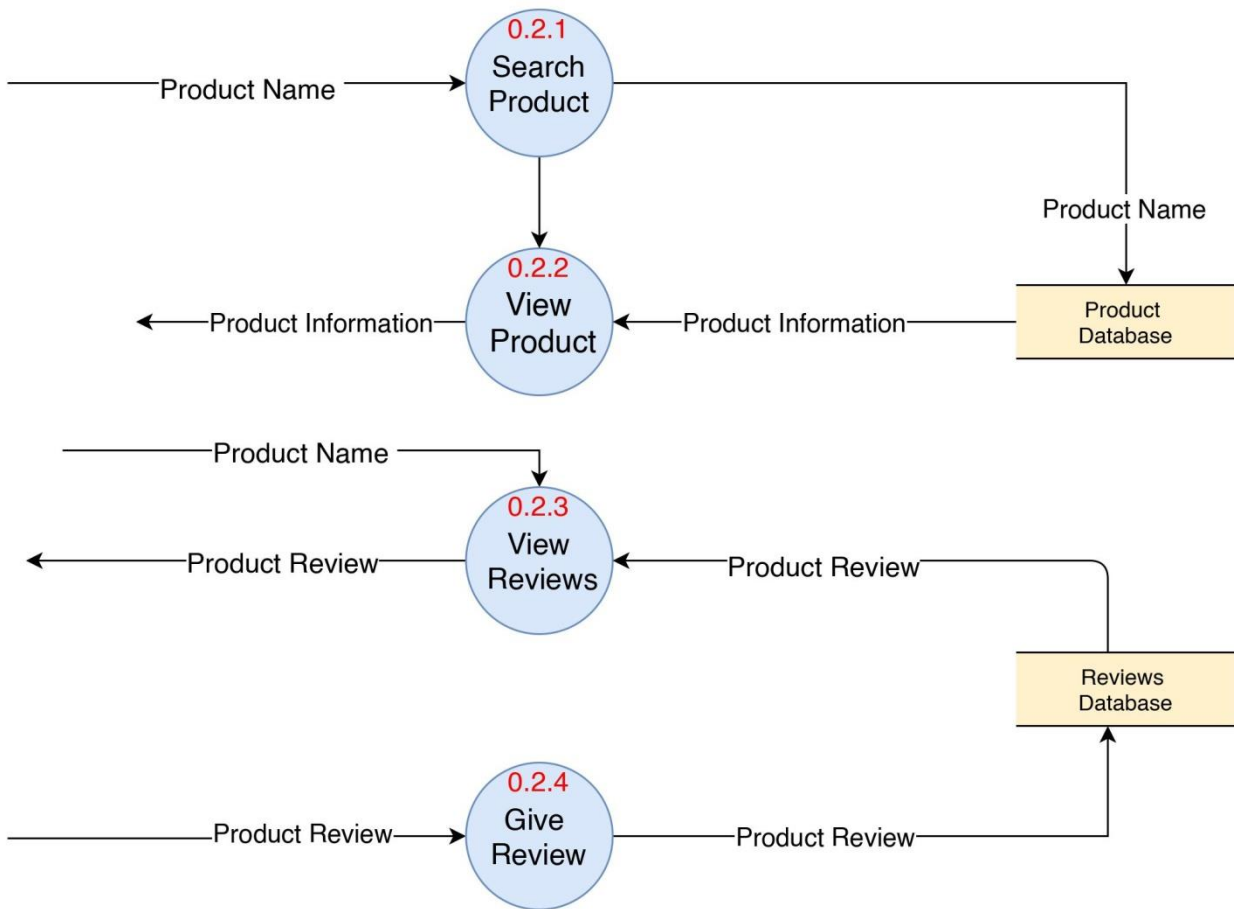 0.2.1
Search
Product
Product Name
Product Name
0.2.2
View
Product
Product Information
Product Information
Product
Database
Product Name
0.2.3
View
Reviews
Product Review
Product Review
Reviews
Database
0.2.4
Give
Review
Product Review
Product Review